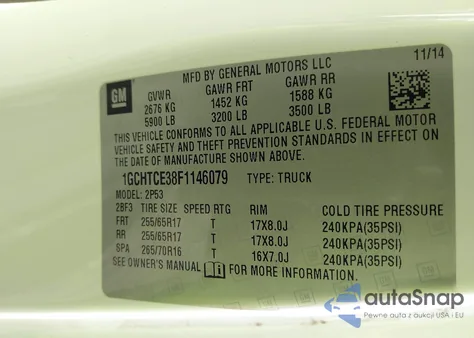 11/14
MFD BY GENERAL MOTORS LLC
GM
GVWR GAWR FRT GAWR RR
2676 KG 1452 KG 1588 KG
5900 LB 3200 LB 3500 LB
THIS VEHICLE CONFORMS TO ALL APPLICABLE U.S. FEDERAL MOTOR
VEHICLE SAFETY AND THEFT PREVENTION STANDARDS IN EFFECT ON
THE DATE OF MANUFACTURE SHOWN ABOVE.
1GCHTCE38F1146079 TYPE: TRUCK
MODEL: 2P53
2BF3 TIRE SIZE SPEED RTG RIM COLD TIRE PRESSURE
FRT 255/65R17 T 17X8.0J 240KPA(35PSI)
RR 255/65R17 T 17X8.0J 240KPA(35PSI)
SPA 265/70R16 T 16X7.0J 240KPA(35PSI)
SEE OWNER'S MANUAL FOR MORE INFORMATION.
autaSnap
Pewne auta z aukcji USA i EU